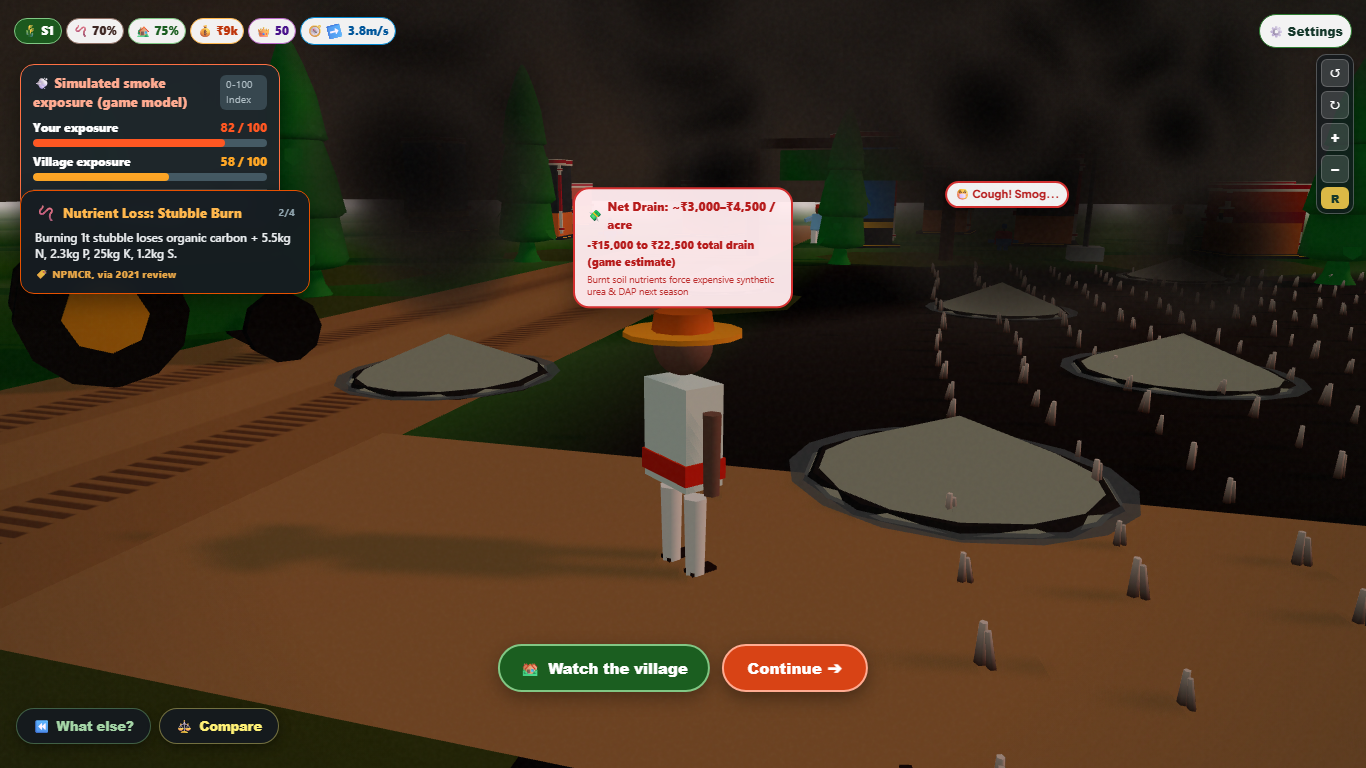 S1
70%
75%
₹9k
50
3.8m/s
Settings
Simulated smoke
exposure (game model)
0-100
Index
Your exposure
82 / 100
Village exposure
58 / 100
Nutrient Loss: Stubble Burn
2/4
Burning 1t stubble loses organic carbon + 5.5kg
N, 2.3kg P, 25kg K, 1.2kg S.
NPMCR, via 2021 review
Net Drain: ~₹3,000–₹4,500 /
acre
-₹15,000 to ₹22,500 total drain
(game estimate)
Burnt soil nutrients force expensive synthetic
urea & DAP next season
Cough! Smog...
↺
↻
+
−
R
Watch the village
Continue ➔
What else?
Compare